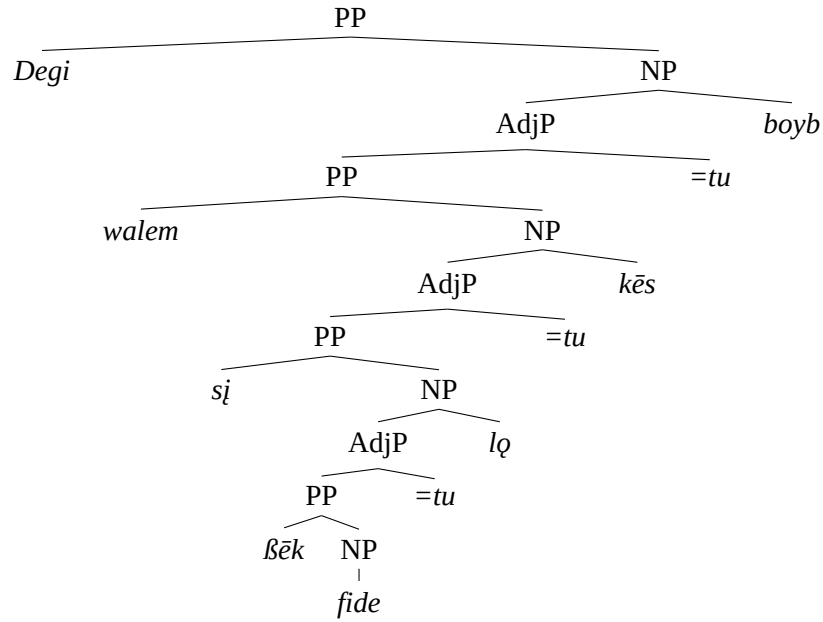 PP
Degi NP
AdjP boyb
PP =tu
walem NP
AdjP kēs
PP =tu
sį NP
AdjP lǫ
PP =tu
ßēk NP
fide